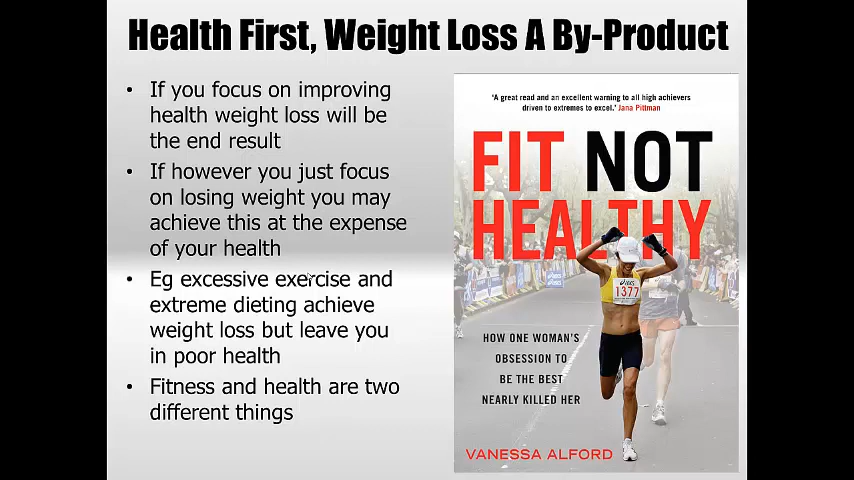 Health First, Weight Loss A By-Product
• If you focus on improving
health weight loss will be
the end result
• If however you just focus
on losing weight you may
achieve this at the expense
of your health
• Eg excessive exercise and
extreme dieting achieve
weight loss but leave you
in poor health
• Fitness and health are two
different things
'A great read and an excellent warning to all high achievers
driven to extremes to excel.' Jana Pittman
FIT NOT
HEALTHY
1377
HOW ONE WOMAN'S
OBSESSION TO
BE THE BEST
NEARLY KILLED HER
VANESSA ALFORD